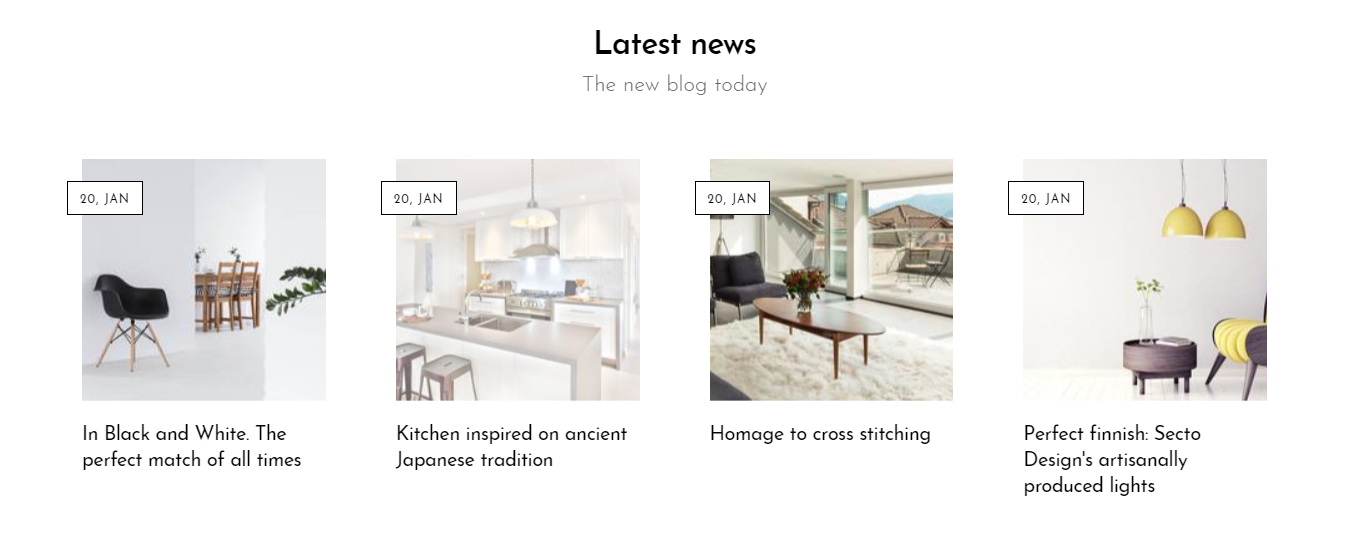 Latest news
The new blog today
20, JAN
In Black and White. The
perfect match of all times
20, JAN
Kitchen inspired on ancient
Japanese tradition
20, JAN
Homage to cross stitching
20, JAN
Perfect finnish: Secto
Design's artisanally
produced lights